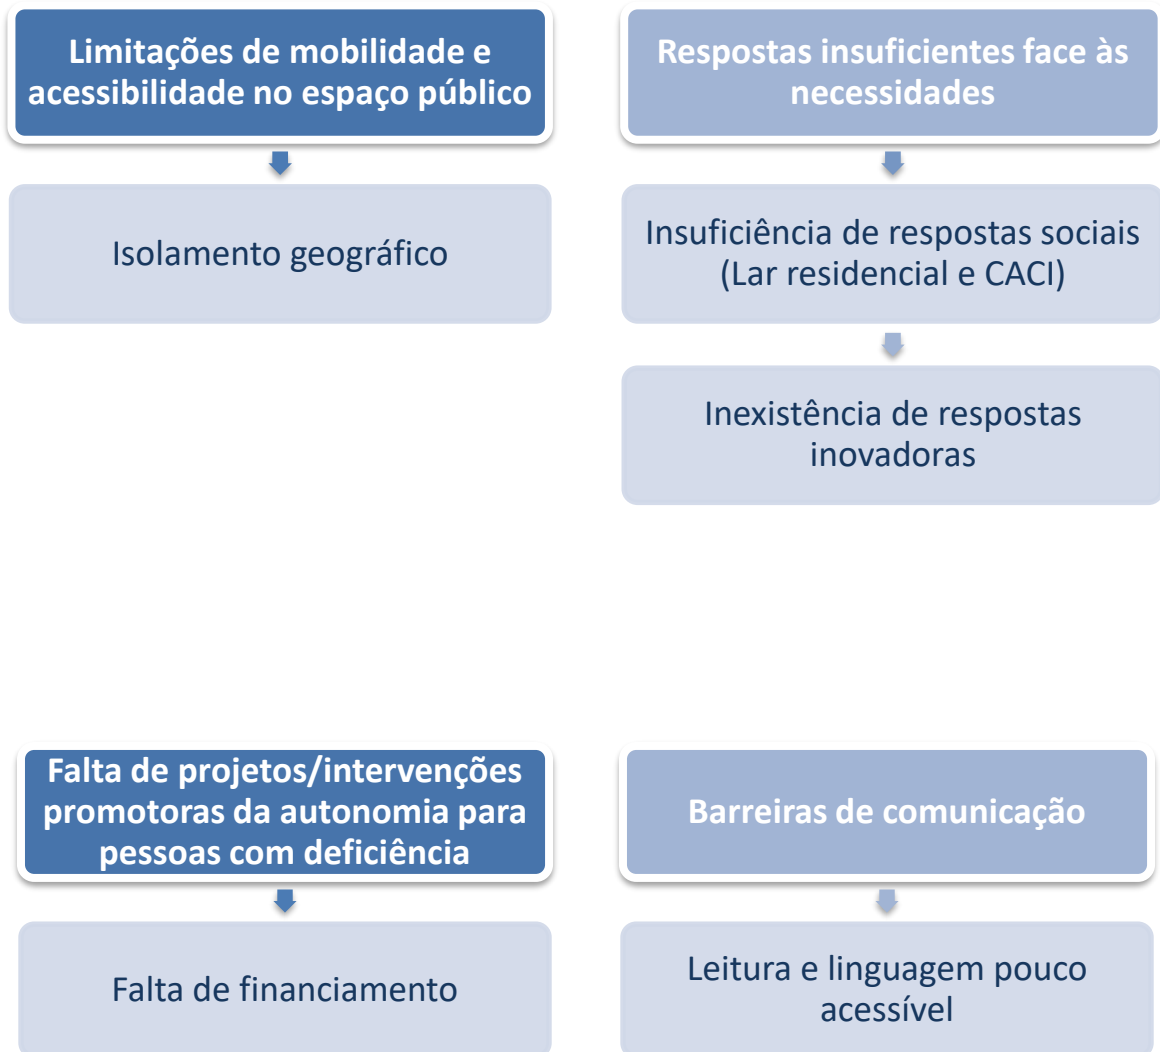 Limitações de mobilidade e
acessibilidade no espaço público
Isolamento geográfico
Respostas insuficientes face às
necessidades
Insuficiência de respostas sociais
(Lar residencial e CACI)
Inexistência de respostas
inovadoras
Falta de projetos/intervenções
promotoras da autonomia para
pessoas com deficiência
Falta de financiamento
Barreiras de comunicação
Leitura e linguagem pouco
acessível